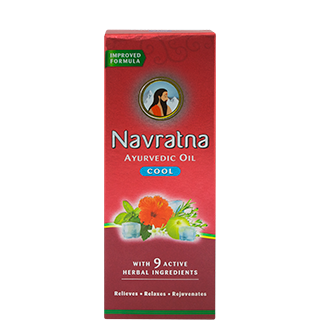 IMPROVED
FORMULA
Navratna
AYURVEDIC OIL
COOL
WITH 9 ACTIVE
HERBAL INGREDIENTS
Relieves • Relaxes • Rejuvenates